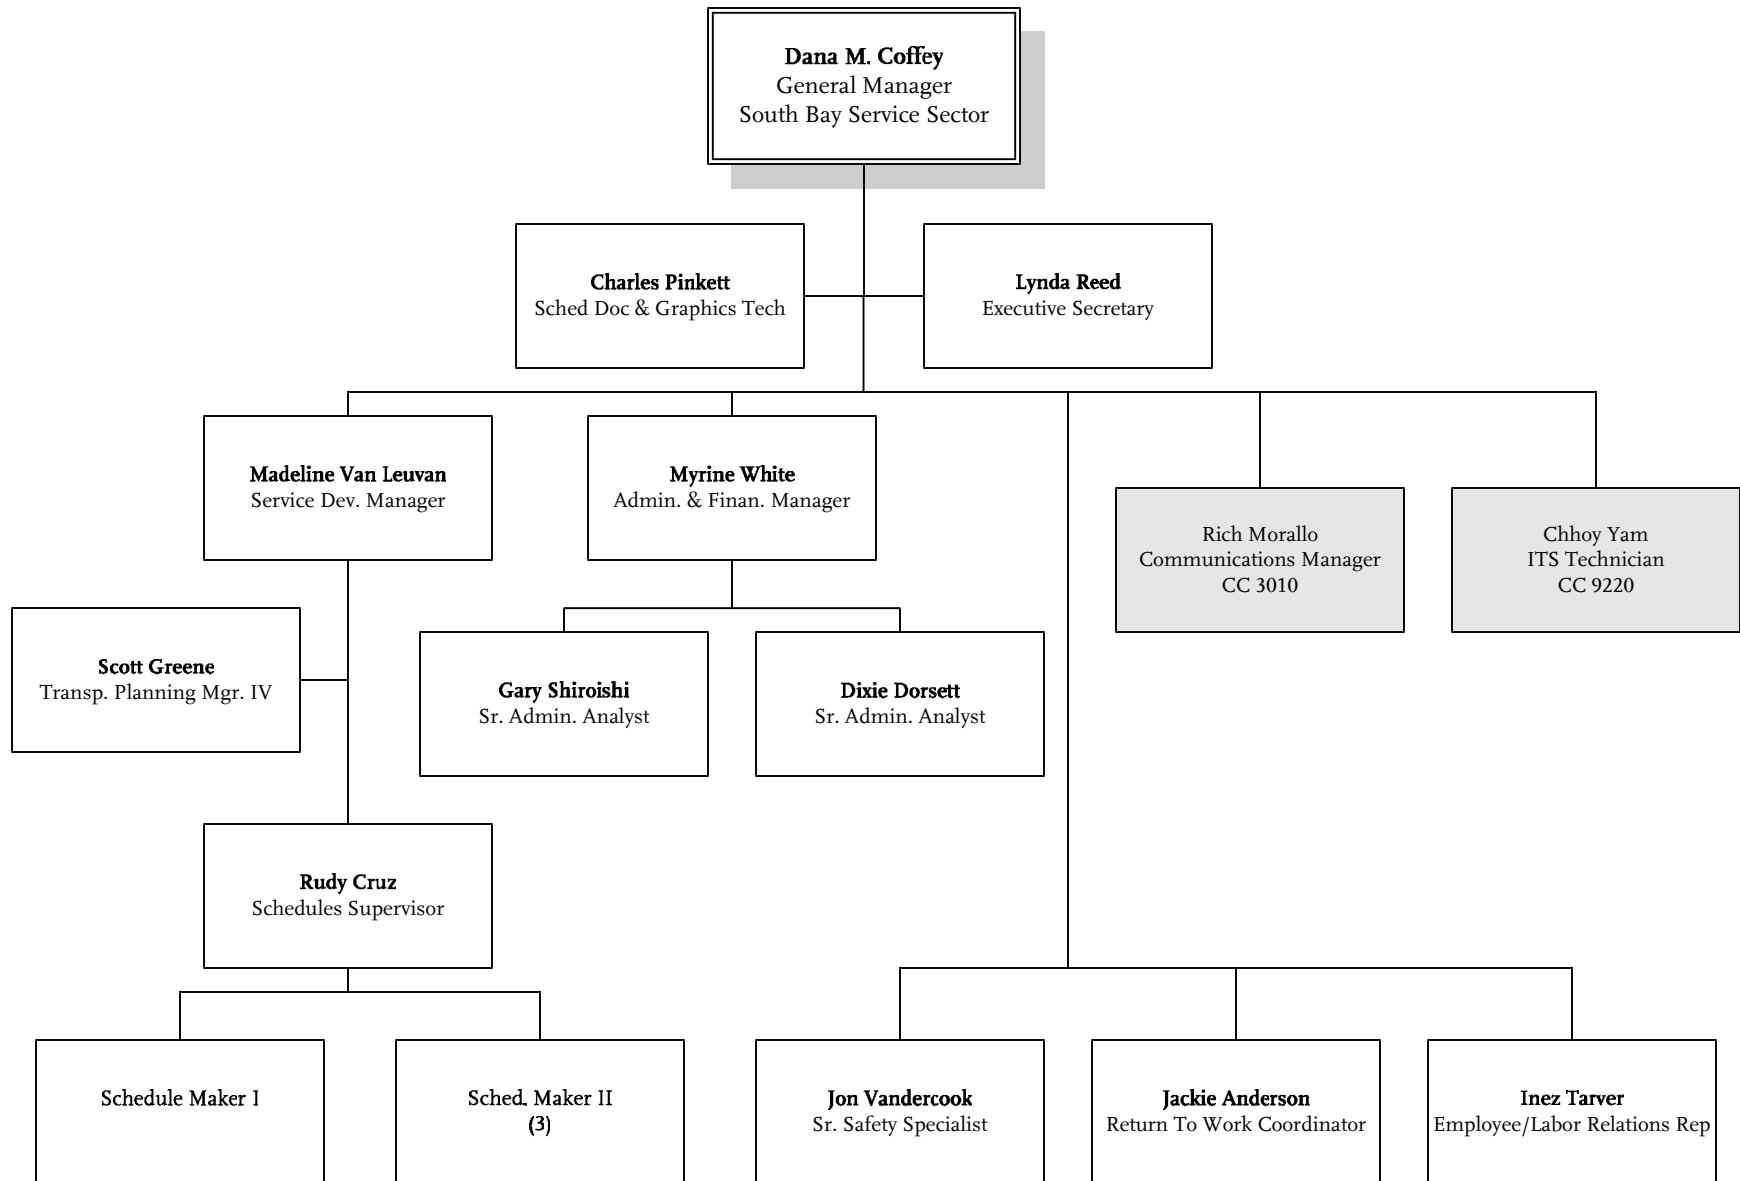 Dana M. Coffey
General Manager
South Bay Service Sector
Charles Pinkett
Sched Doc & Graphics Tech
Lynda Reed
Executive Secretary
Madeline Van Leuvan
Service Dev. Manager
Myrine White
Admin. & Finan. Manager
Rich Morallo
Communications Manager
CC 3010
Chhoy Yam
ITS Technician
CC 9220
Scott Greene
Transp. Planning Mgr. IV
Gary Shiroishi
Sr. Admin. Analyst
Dixie Dorsett
Sr. Admin. Analyst
Rudy Cruz
Schedules Supervisor
Schedule Maker I
Sched. Maker II
(3)
Jon Vandercook
Sr. Safety Specialist
Jackie Anderson
Return To Work Coordinator
Inez Tarver
Employee/Labor Relations Rep